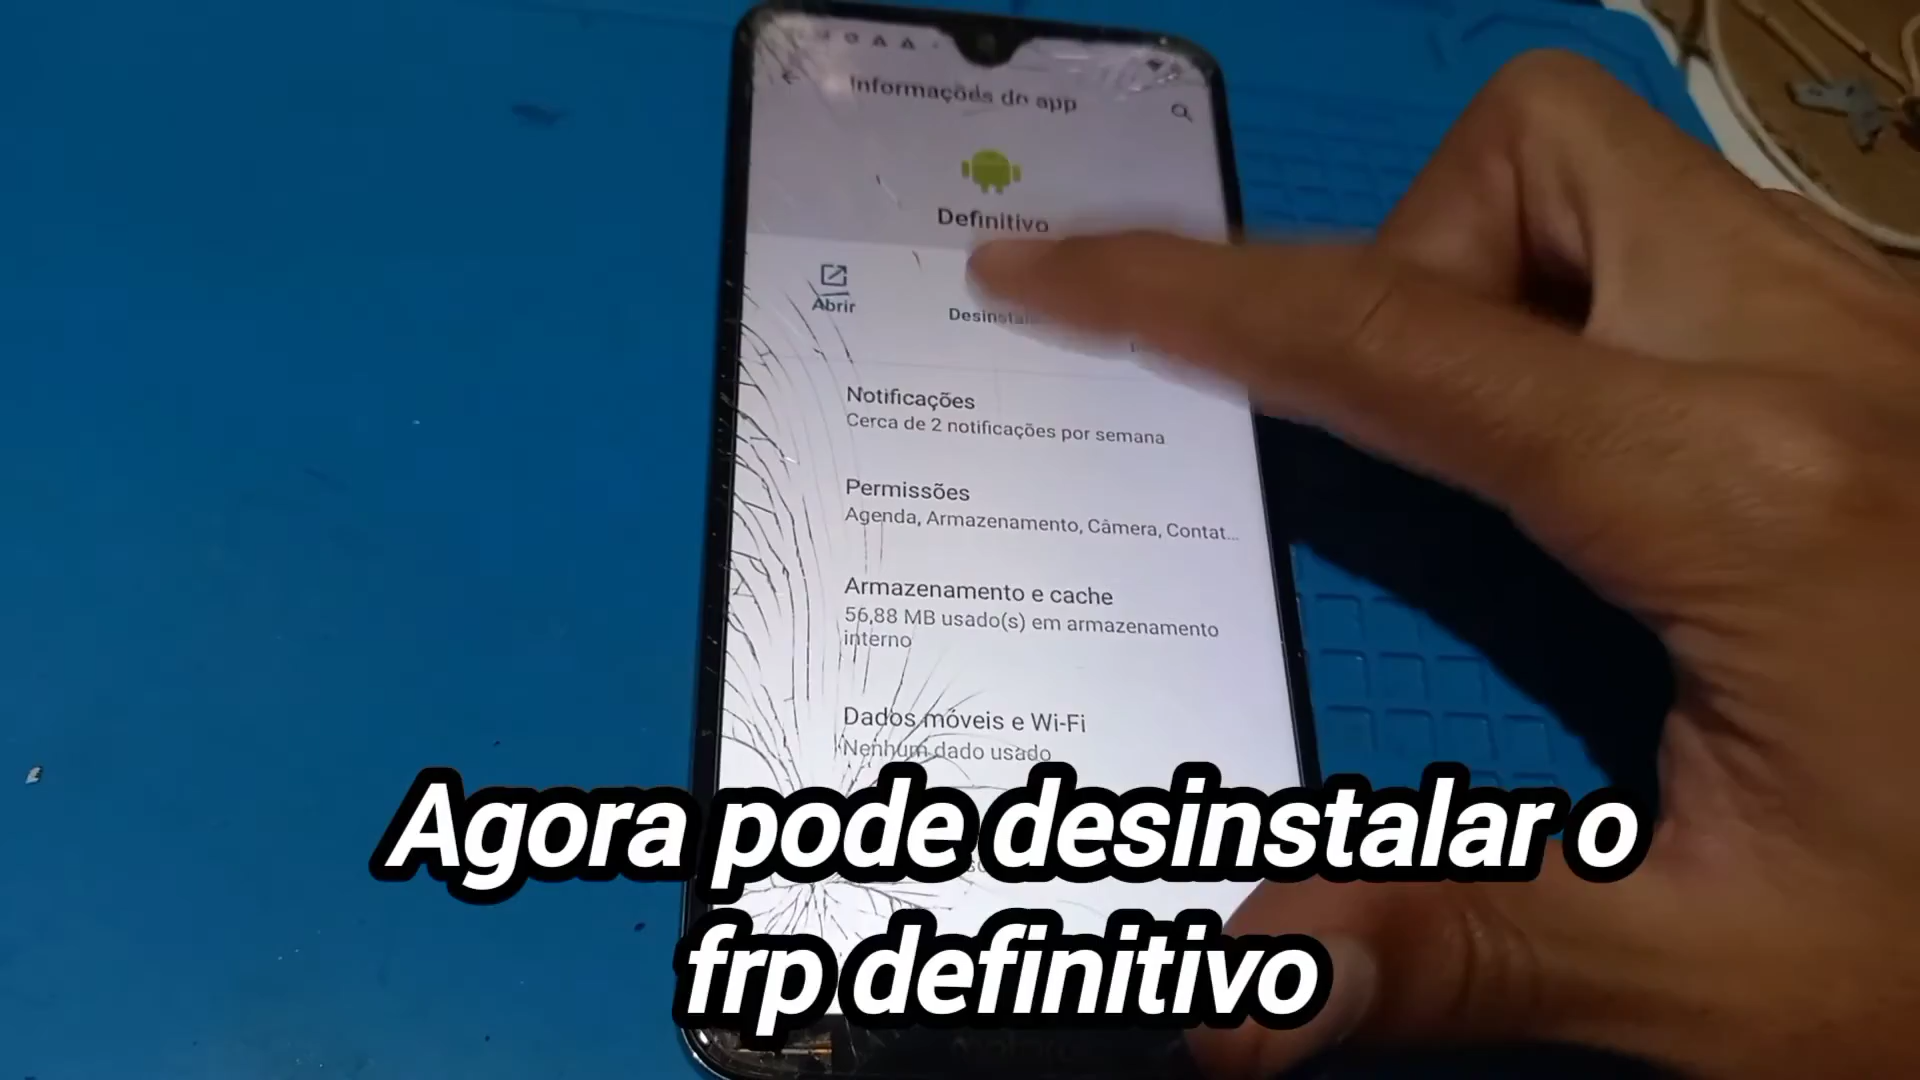 Informações do app
Definitivo
Abrir
Notificações
Cerca de 2 notificações por semana
Permissões
Agenda, Armazenamento, Câmera, Contat...
Armazenamento e cache
56,88 MB usado(s) em armazenamento
interno
Dados móveis e Wi-Fi
Nenhum dado usado
Agora pode desinstalar o
frp definitivo